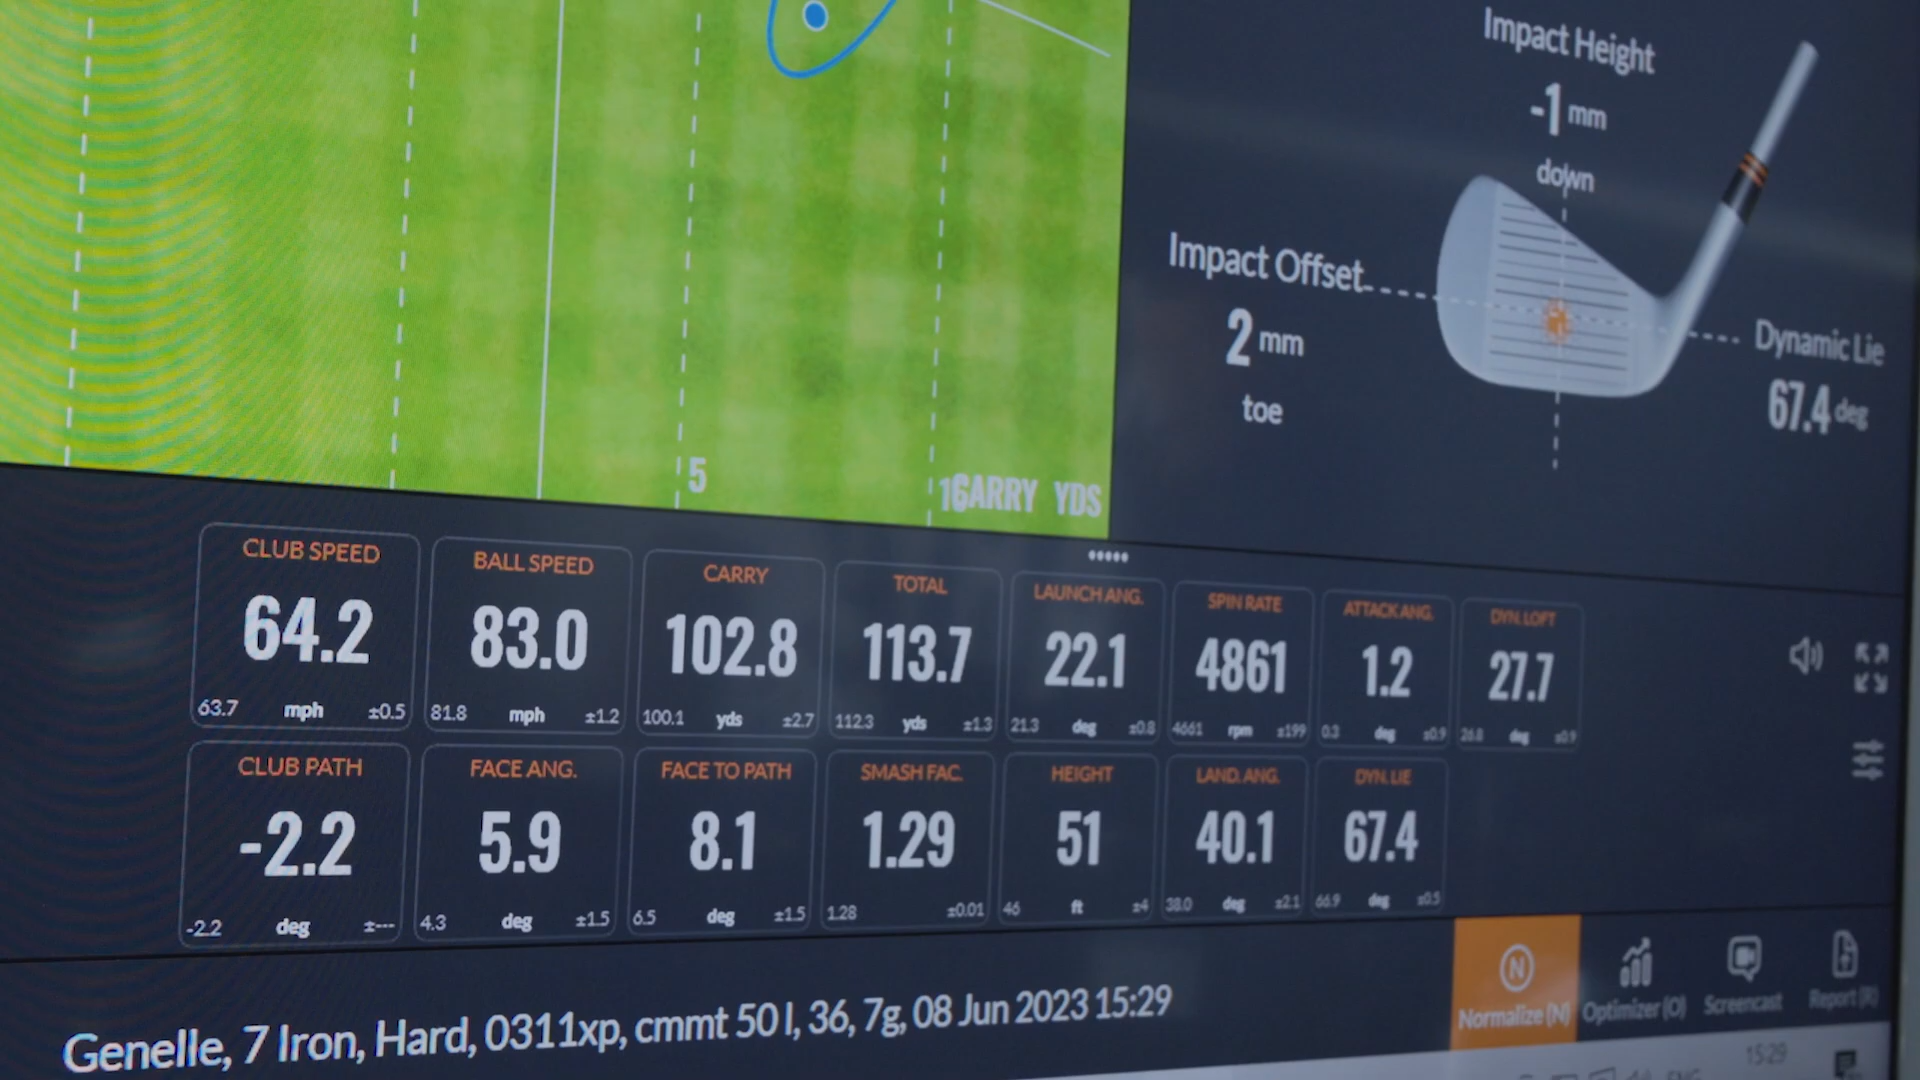 Impact Height
-1 mm
down
Impact Offset
2 mm
toe
Dynamic Lie
67.4 deg
5
CARRY YDS
CLUB SPEED
64.2
63.7 mph ±0.5
BALL SPEED
83.0
81.8 mph ±1.2
CARRY
102.8
100.1 yds ±2.7
TOTAL
113.7
112.3 yds ±1.3
LAUNCH ANG.
22.1
21.3 deg ±0.8
SPIN RATE
4861
4661 rpm ±199
ATTACK ANG.
1.2
0.3 deg ±0.9
DYN. LOFT
27.7
26.8 deg ±0.9
CLUB PATH
-2.2
-2.2 deg ±---
FACE ANG.
5.9
4.3 deg ±1.5
FACE TO PATH
8.1
6.5 deg ±1.5
SMASH FAC.
1.29
1.28 ±0.01
HEIGHT
51
46 ft ±4
LAND. ANG.
40.1
38.0 deg ±2.1
DYN. LIE
67.4
66.9 deg ±0.5
N
Normalize (N)
Optimizer (O)
Screencast
Report (R)
Genelle, 7 Iron, Hard, 0311xp, cmmt 50 l, 36, 7g, 08 Jun 2023 15:29
15:29
ENG